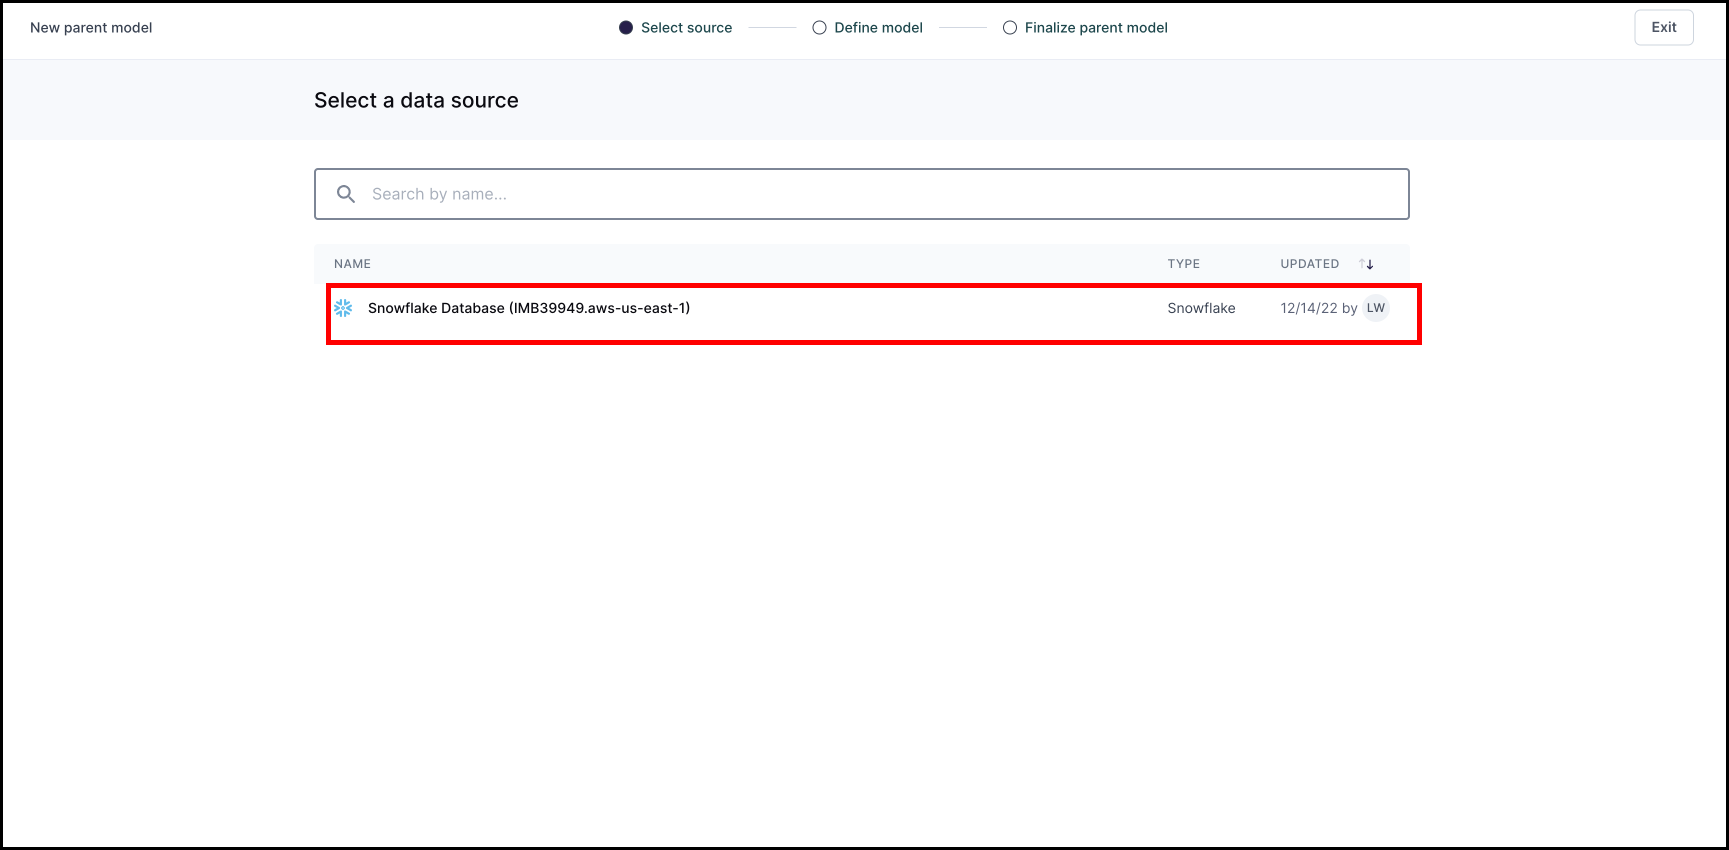 New parent model
Select source
Define model
Finalize parent model
Exit
Select a data source
Search by name...
NAME TYPE UPDATED
Snowflake Database (IMB39949.aws-us-east-1) Snowflake 12/14/22 by LW